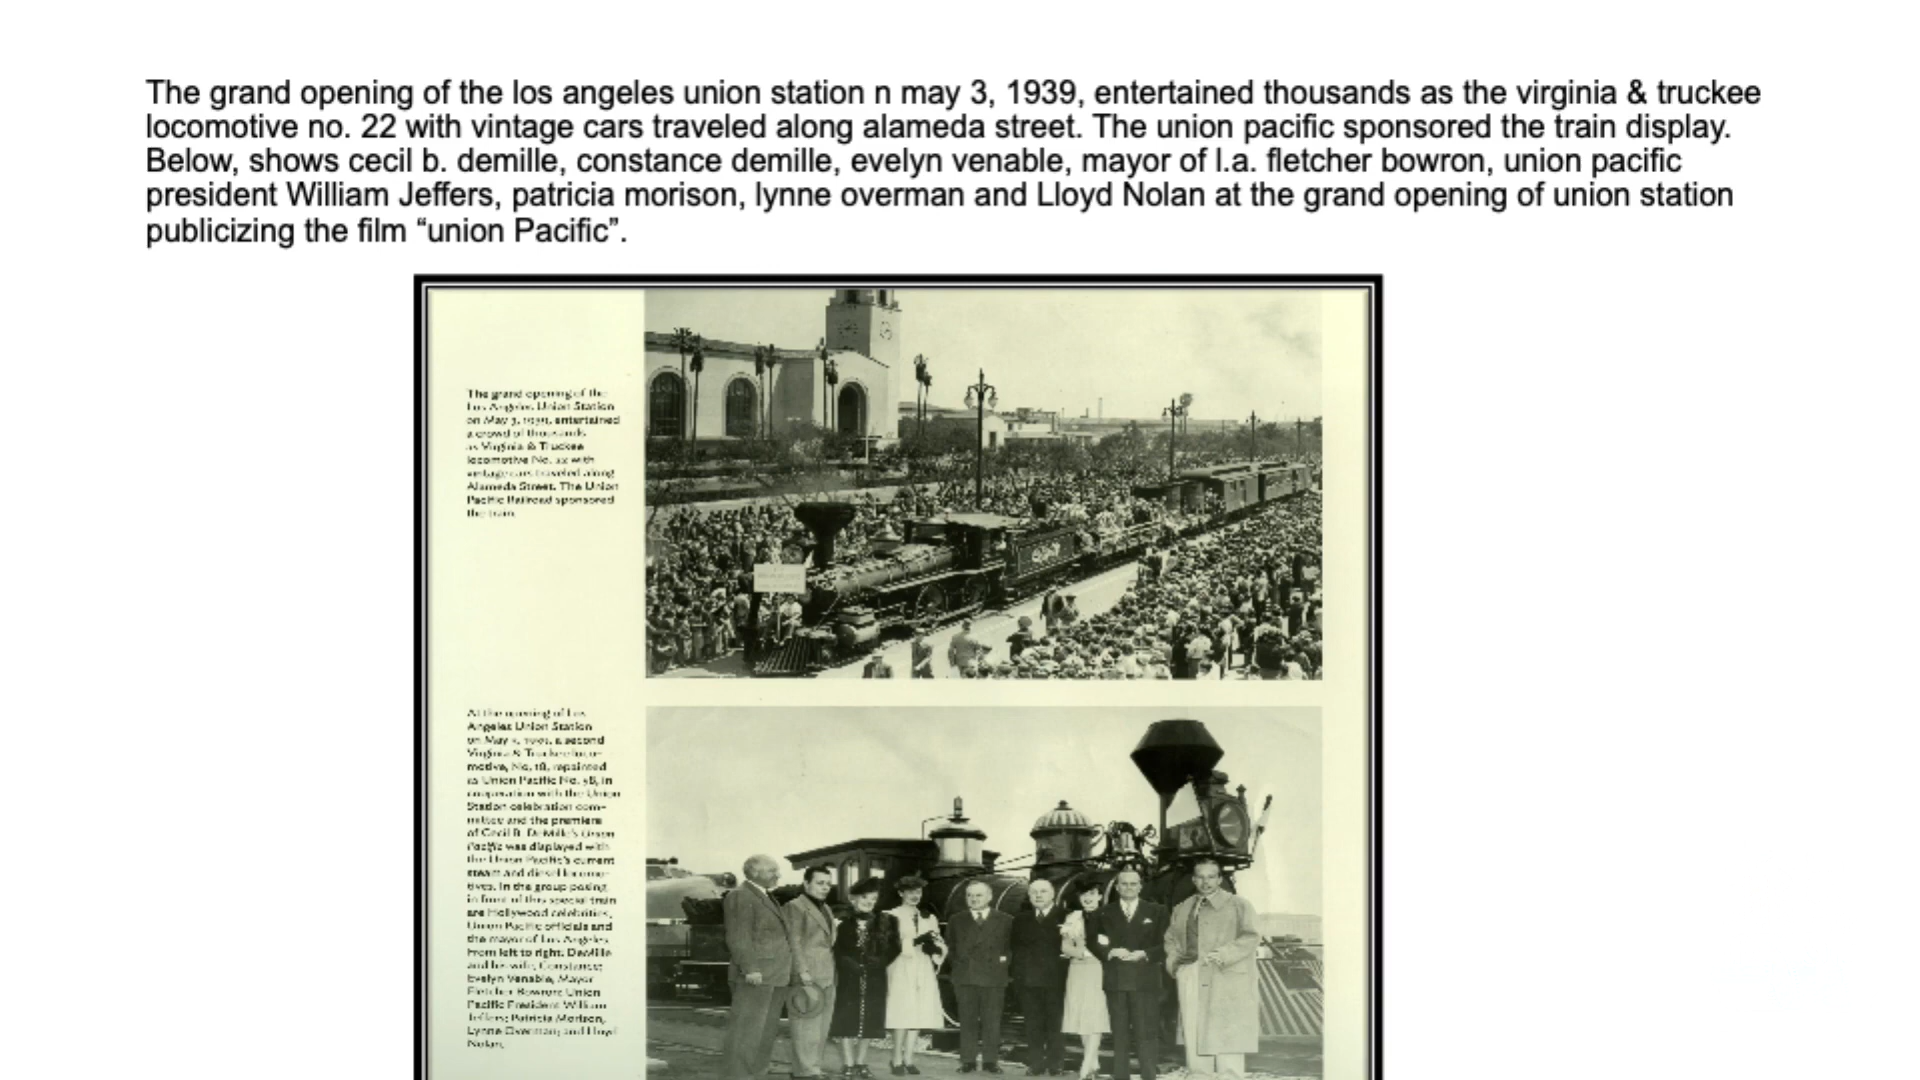 The grand opening of the los angeles union station n may 3, 1939, entertained thousands as the virginia & truckee
locomotive no. 22 with vintage cars traveled along alameda street. The union pacific sponsored the train display.
Below, shows cecil b. demille, constance demille, evelyn venable, mayor of l.a. fletcher bowron, union pacific
president William Jeffers, patricia morison, lynne overman and Lloyd Nolan at the grand opening of union station
publicizing the film “union Pacific”.
The grand opening of the
Los Angeles Union Station
on May 3, 1939, entertained
a crowd of thousands
as Virginia & Truckee
locomotive No. 22 with
vintage cars traveled along
Alameda Street. The Union
Pacific Railroad sponsored
the train.
At the opening of Los
Angeles Union Station
on May a second
Virginia & Truckee loco-
motive, No. 18, repainted
as Union Pacific No. 58, in
cooperation with the Union
Station celebration com-
mittee and the premiere
of Cecil B. DeMille's Union
Pacific was displayed with
the Union Pacific's current
steam and diesel locomo-
tives. In the group posing
in front of this special train
are Hollywood celebrities,
Union Pacific officials and
the mayor of Los Angeles.
From left to right, DeMille
and his wife, Constance;
Evelyn Venable, Mayor
Fletcher Bowron; Union
Pacific President William
Jeffers; Patricia Morison,
Lynne Overman; and Lloyd
Nolan.